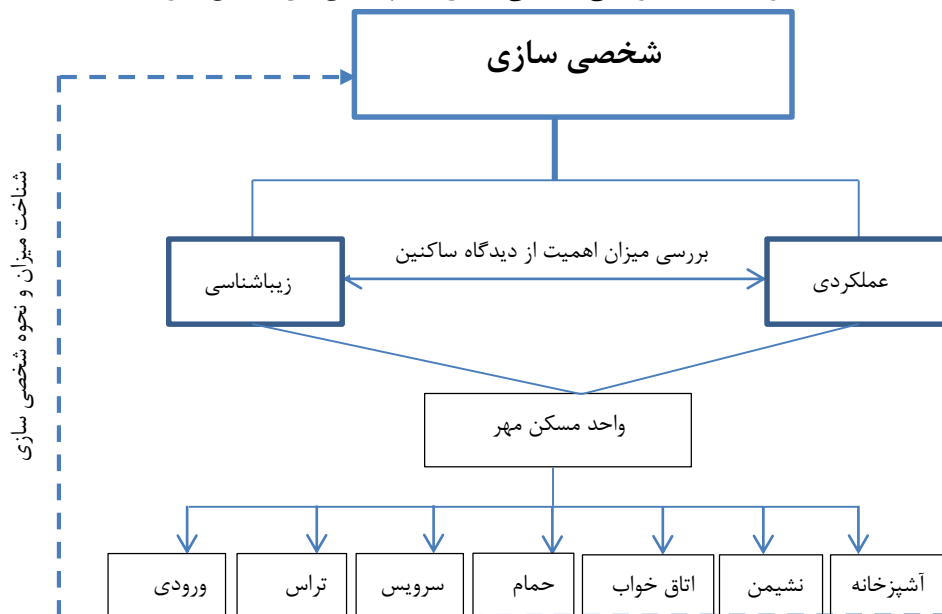 شخصی سازی
بررسی میزان اهمیت از دیدگاه ساکنین
عملکردی
زیباشناسی
واحد مسکن مهر
آشپزخانه
نشیمن
اتاق خواب
حمام
سرویس
تراس
ورودی
شناخت میزان و نحوه شخصی سازی